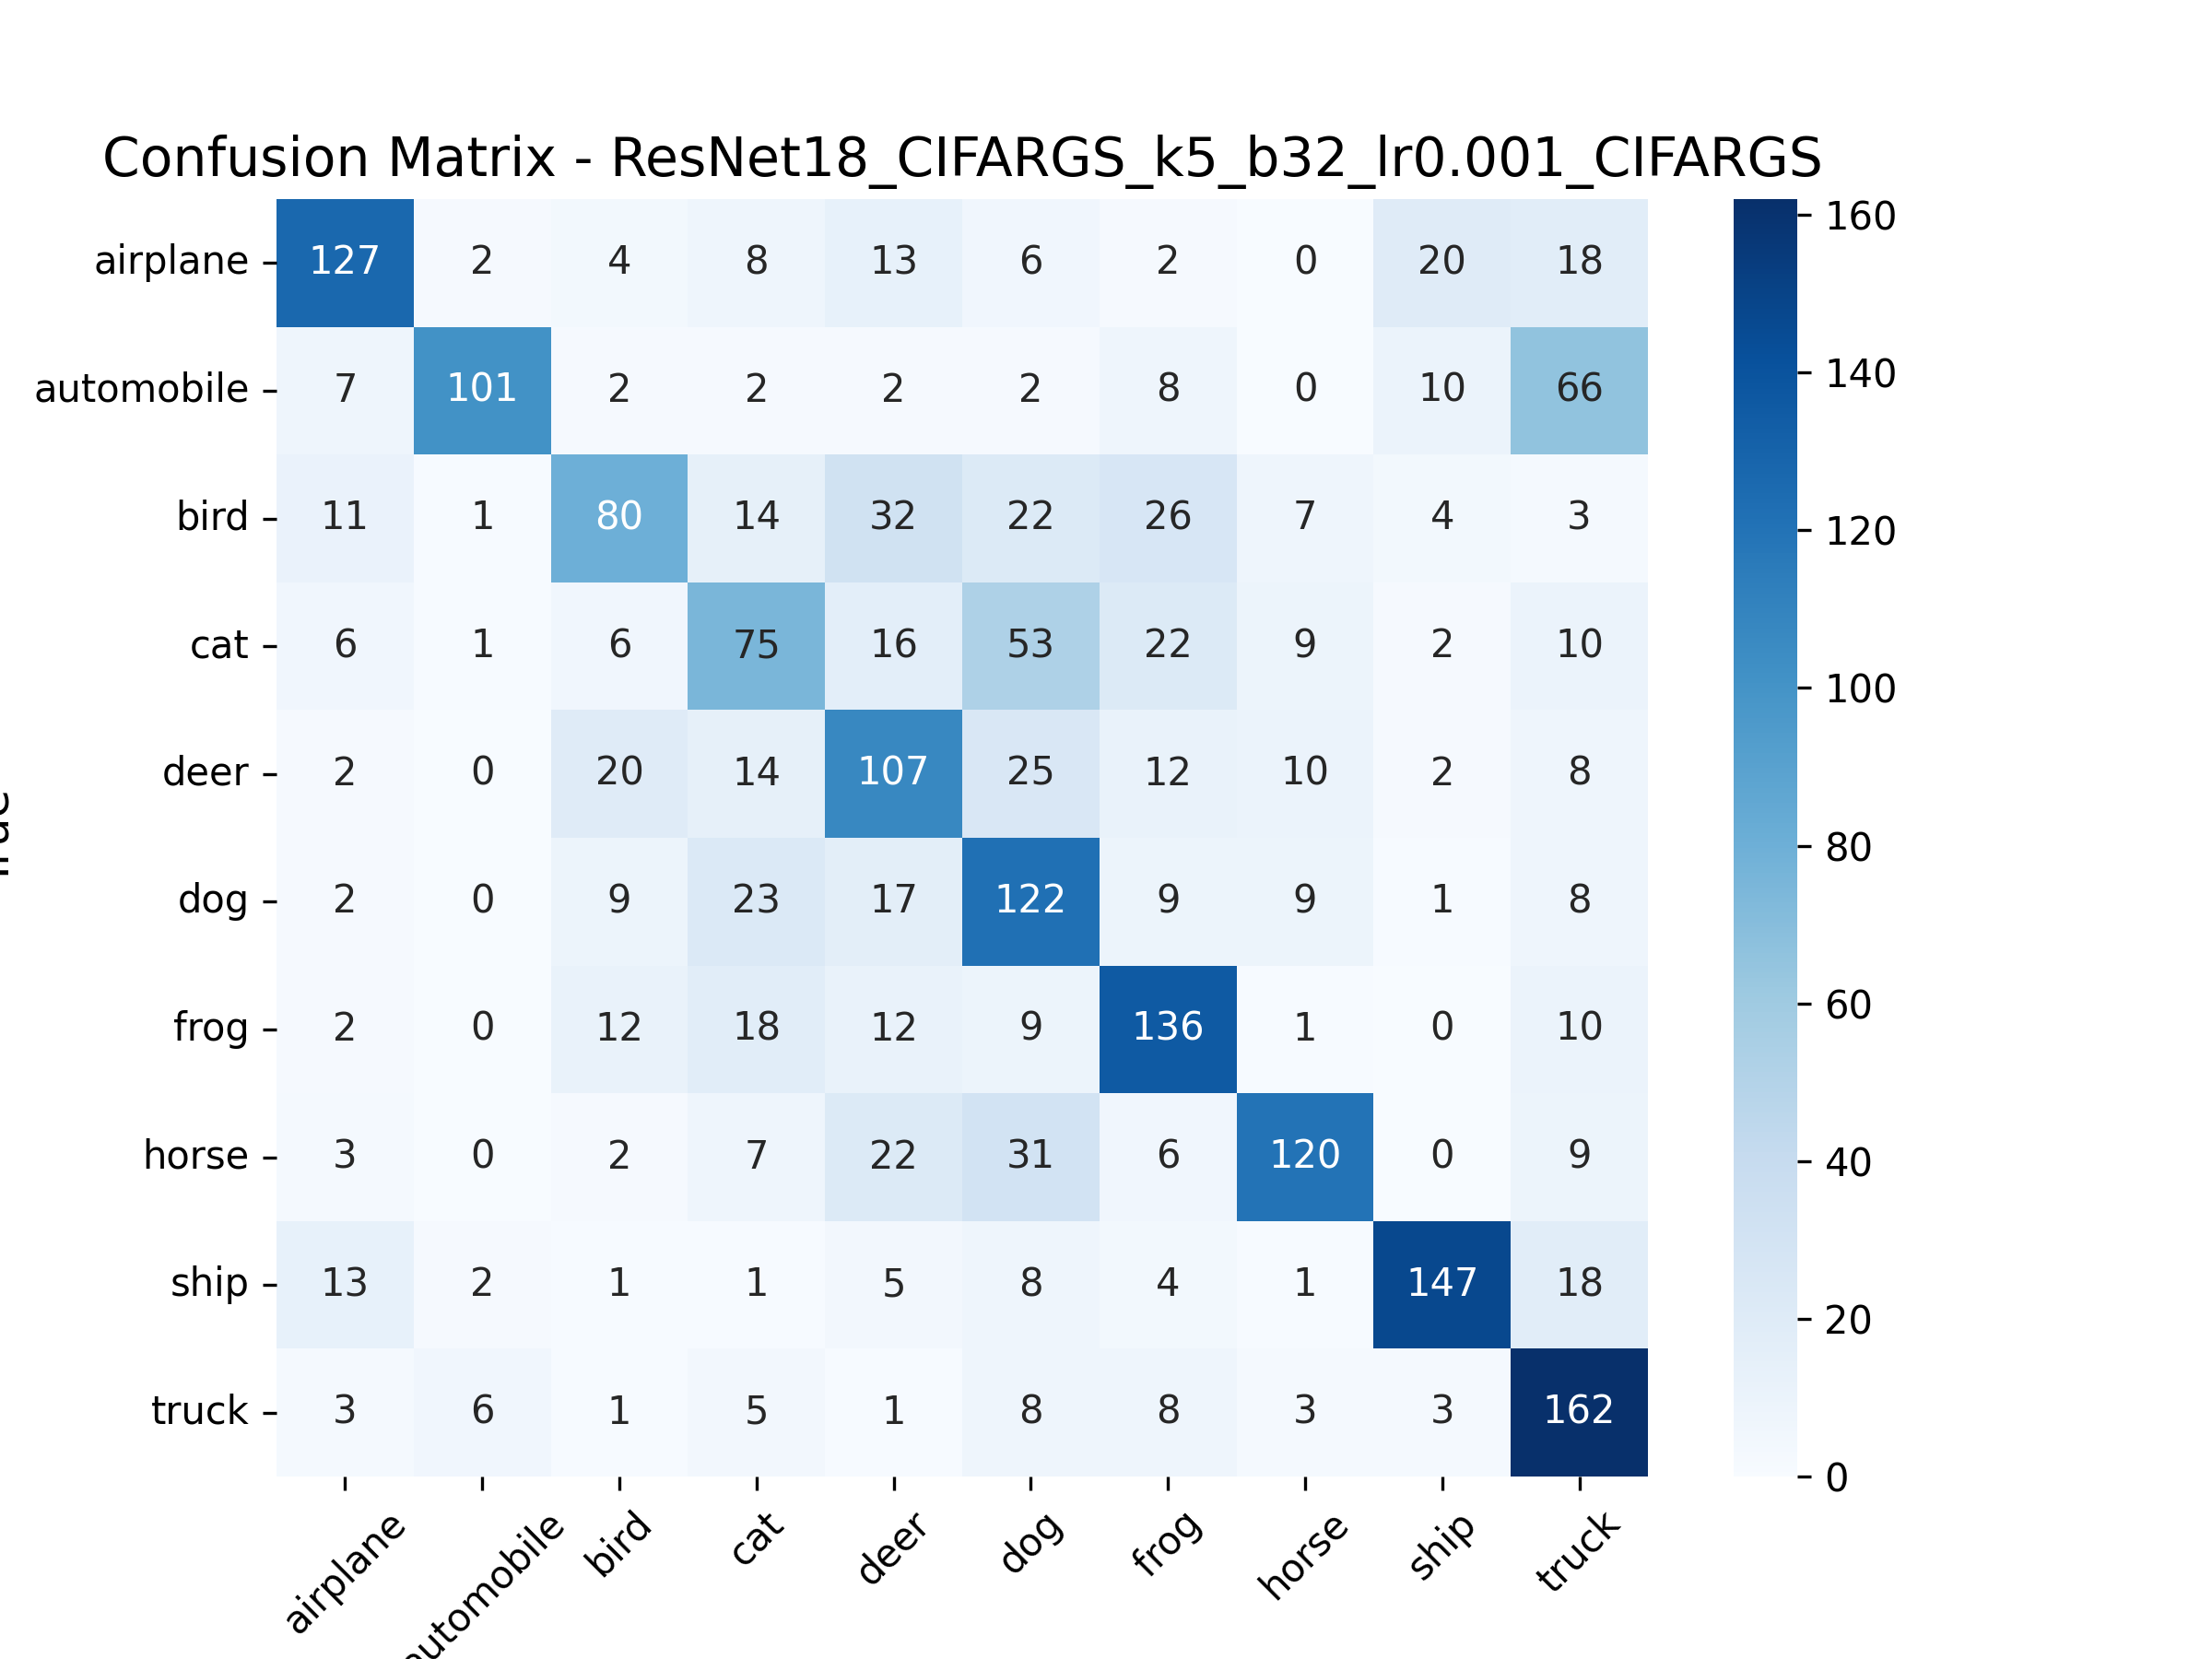 Confusion Matrix - ResNet18_CIFARGS_k5_b32_lr0.001_CIFARGS
airplane 127 2 4 8 13 6 2 0 20 18
automobile 7 101 2 2 2 2 8 0 10 66
bird 11 1 80 14 32 22 26 7 4 3
cat 6 1 6 75 16 53 22 9 2 10
deer 2 0 20 14 107 25 12 10 2 8
dog 2 0 9 23 17 122 9 9 1 8
frog 2 0 12 18 12 9 136 1 0 10
horse 3 0 2 7 22 31 6 120 0 9
ship 13 2 1 1 5 8 4 1 147 18
truck 3 6 1 5 1 8 8 3 3 162
airplane automobile bird cat deer dog frog horse ship truck
160
140
120
100
80
60
40
20
0